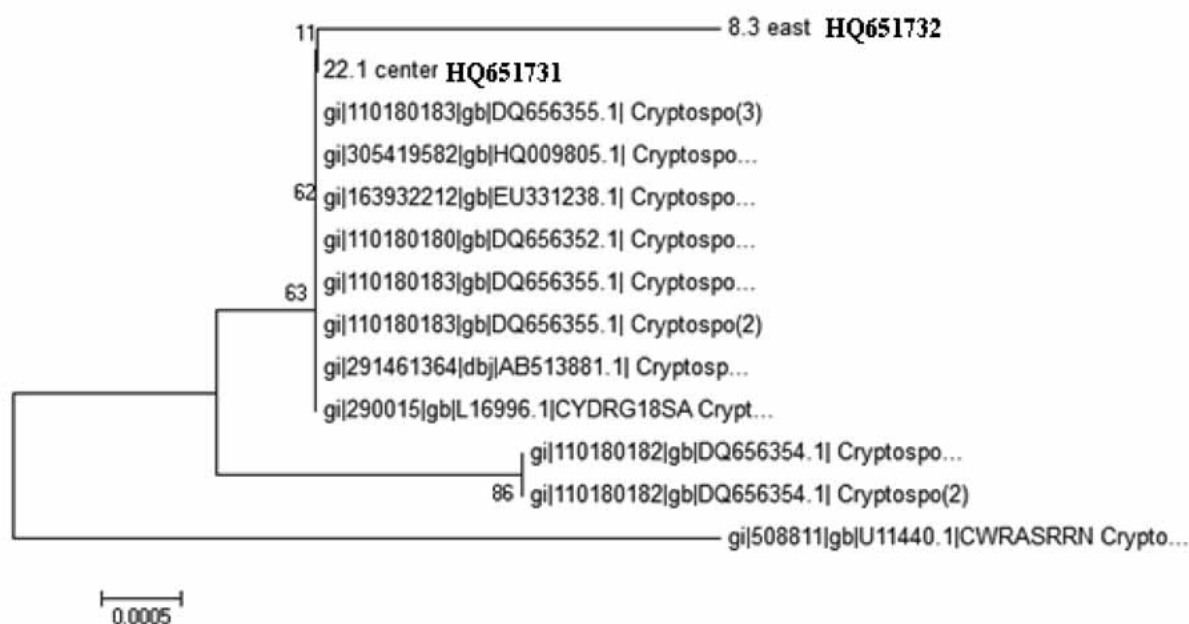 11
8.3 east HQ651732
22.1 center HQ651731
gi|110180183|gb|DQ656355.1| Cryptospo(3)
gi|305419582|gb|HQ009805.1| Cryptospo...
62
gi|163932212|gb|EU331238.1| Cryptospo...
gi|110180180|gb|DQ656352.1| Cryptospo...
gi|110180183|gb|DQ656355.1| Cryptospo...
63
gi|110180183|gb|DQ656355.1| Cryptospo(2)
gi|291461364|dbj|AB513881.1| Cryptosp...
gi|290015|gb|L16996.1|CYDRG18SA Crypt...
gi|110180182|gb|DQ656354.1| Cryptospo...
86
gi|110180182|gb|DQ656354.1| Cryptospo(2)
gi|508811|gb|U11440.1|CWRASRRN Crypto...
0.0005